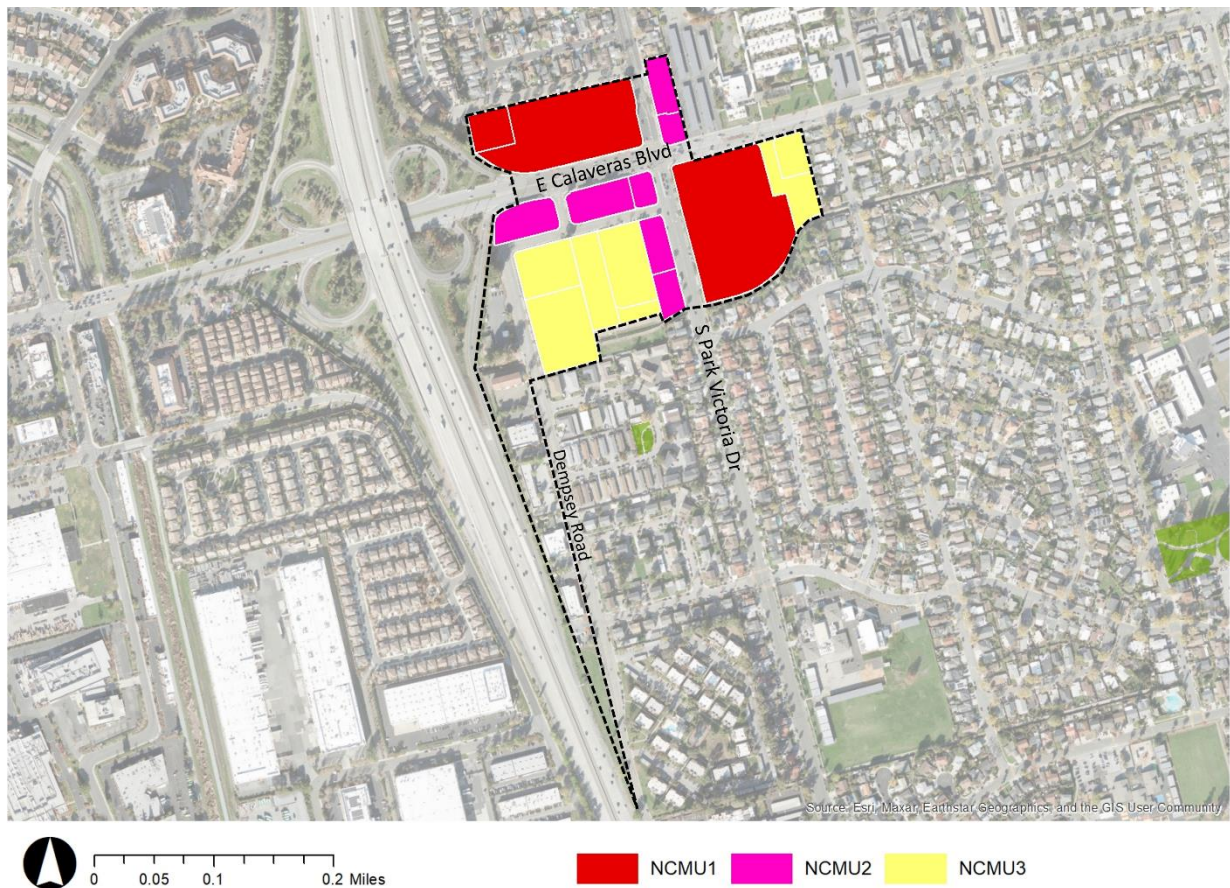 E Calaveras Blvd
S Park Victoria Dr
Dempsey Road
Source: Esri, Maxar, Earthstar Geographics, and the GIS User Community
0 0.05 0.1 0.2 Miles
NCMU1 NCMU2 NCMU3